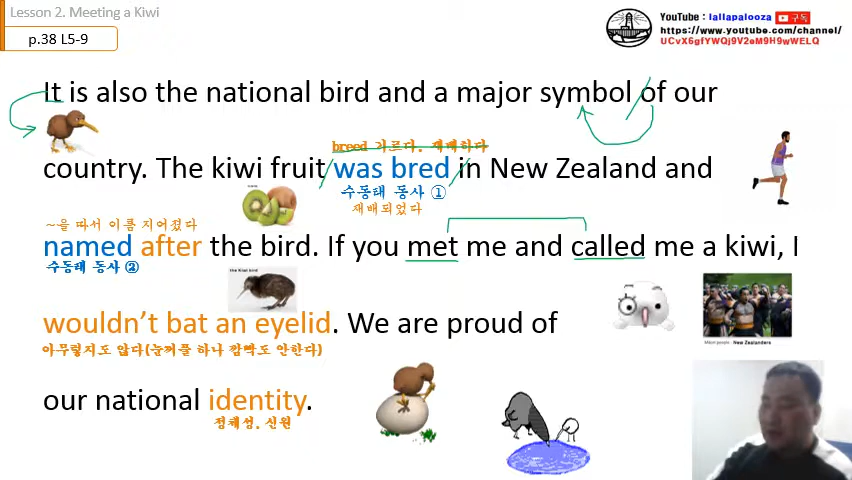 Lesson 2. Meeting a Kiwi
p.38 L5-9
YouTube : lallapalooza 구독
https://www.youtube.com/channel/
UCvX6gfYWQj9V2eM9H9wWELQ
It is also the national bird and a major symbol of our
breed 기르다. 재배하다
country. The kiwi fruit was bred in New Zealand and
수동태 동사 ①
재배되었다
~을 따서 이름 지어졌다
named after the bird. If you met me and called me a kiwi, I
수동태 동사 ②
the Kiwi bird
wouldn't bat an eyelid. We are proud of
아무렇지도 않다(눈꺼풀 하나 깜빡도 안한다)
Maori people - New Zealanders
our national identity.
정체성. 신원